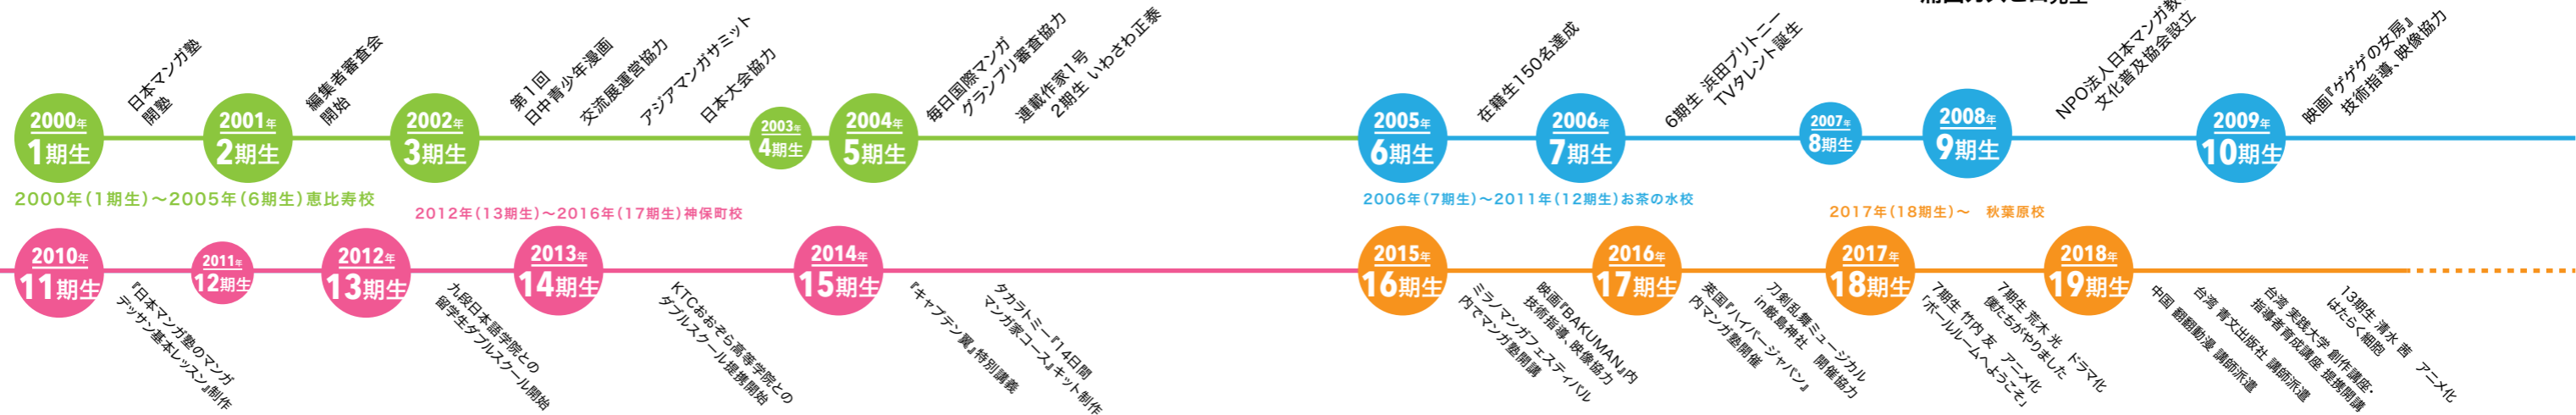 2000年
1期生
日本マンガ塾
開塾
2001年
2期生
編集者審査会
開始
2002年
3期生
第1回
日中青少年漫画
交流展運営協力
アジアマンガサミット
日本大会協力
2003年
4期生
2004年
5期生
毎日国際マンガ
グランプリ審査協力
連載作家1号
2期生 いわさわ正泰
2005年
6期生
在籍生150名達成
2006年
7期生
6期生 浜田ブリトニー
TVタレント誕生
2007年
8期生
2008年
9期生
NPO法人日本マンガ教
文化普及協会設立
2009年
10期生
映画『ゲゲゲの女房』
技術指導、映像協力
2000年(1期生)〜2005年(6期生)恵比寿校
2006年(7期生)〜2011年(12期生)お茶の水校
2012年(13期生)〜2016年(17期生)神保町校
2017年(18期生)〜　秋葉原校
2010年
11期生
『日本マンガ塾のマンガ
デッサン基本レッスン』制作
2011年
12期生
2012年
13期生
九段日本語学院との
留学生ダブルスクール開始
2013年
14期生
KTCおおぞら高等学院との
ダブルスクール提携開始
2014年
15期生
『キャプテン翼』特別講義
タカラトミー『14日間
マンガ家コース』キット制作
2015年
16期生
ミラノマンガフェスティバル
内でマンガ塾開講
映画『BAKUMAN』内
技術指導、映像協力
2016年
17期生
英国『ハイパージャパン』
内マンガ塾開催
刀剣乱舞ミュージカル
in厳島神社　開催協力
2017年
18期生
7期生 竹内 友　アニメ化
「ボールルームへようこそ」
7期生 荒木 光　ドラマ化
僕たちがやりました
2018年
19期生
中国 翻翻動漫 講師派遣
台湾 青文出版社 講師派遣
台湾 実践大学 創作講座・
指導者育成講座 提携開講
13期生 清水 茜　アニメ化
はたらく細胞